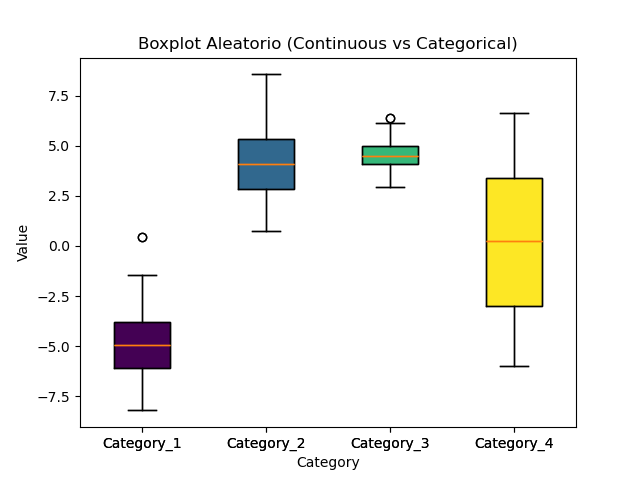 Boxplot Aleatorio (Continuous vs Categorical)
7.5
5.0
2.5
0.0
−2.5
−5.0
−7.5
Value
Category_1 Category_2 Category_3 Category_4
Category